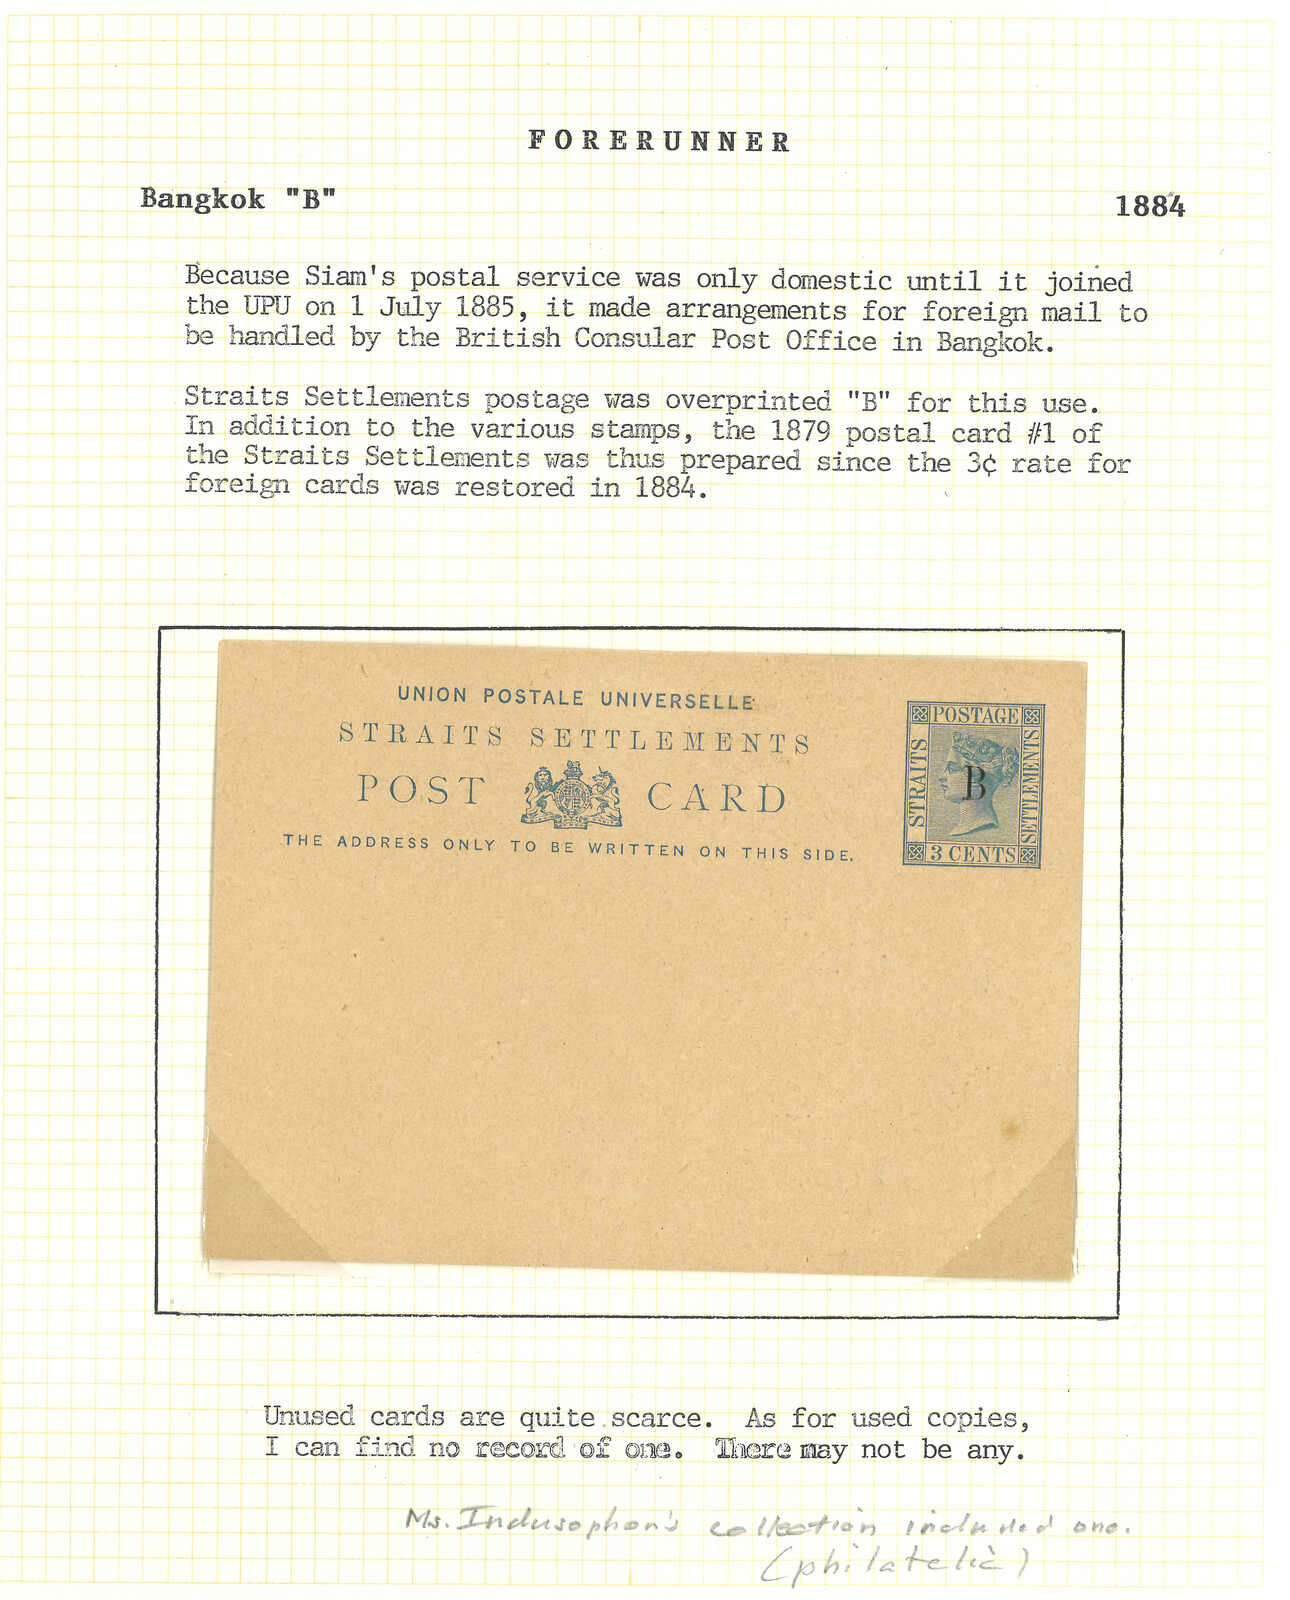 FORERUNNER
Bangkok "B"
1884
Because Siam's postal service was only domestic until it joined
the UPU on 1 July 1885, it made arrangements for foreign mail to
be handled by the British Consular Post Office in Bangkok.
Straits Settlements postage was overprinted "B" for this use.
In addition to the various stamps, the 1879 postal card #1 of
the Straits Settlements was thus prepared since the 3¢ rate for
foreign cards was restored in 1884.
UNION POSTALE UNIVERSELLE
STRAITS SETTLEMENTS
POST CARD
THE ADDRESS ONLY TO BE WRITTEN ON THIS SIDE.
POSTAGE
STRAITS
SETTLEMENTS
B
3 CENTS
Unused cards are quite scarce. As for used copies,
I can find no record of one. There may not be any.
Ms. Indusophon's collection included one.
(philatelic)